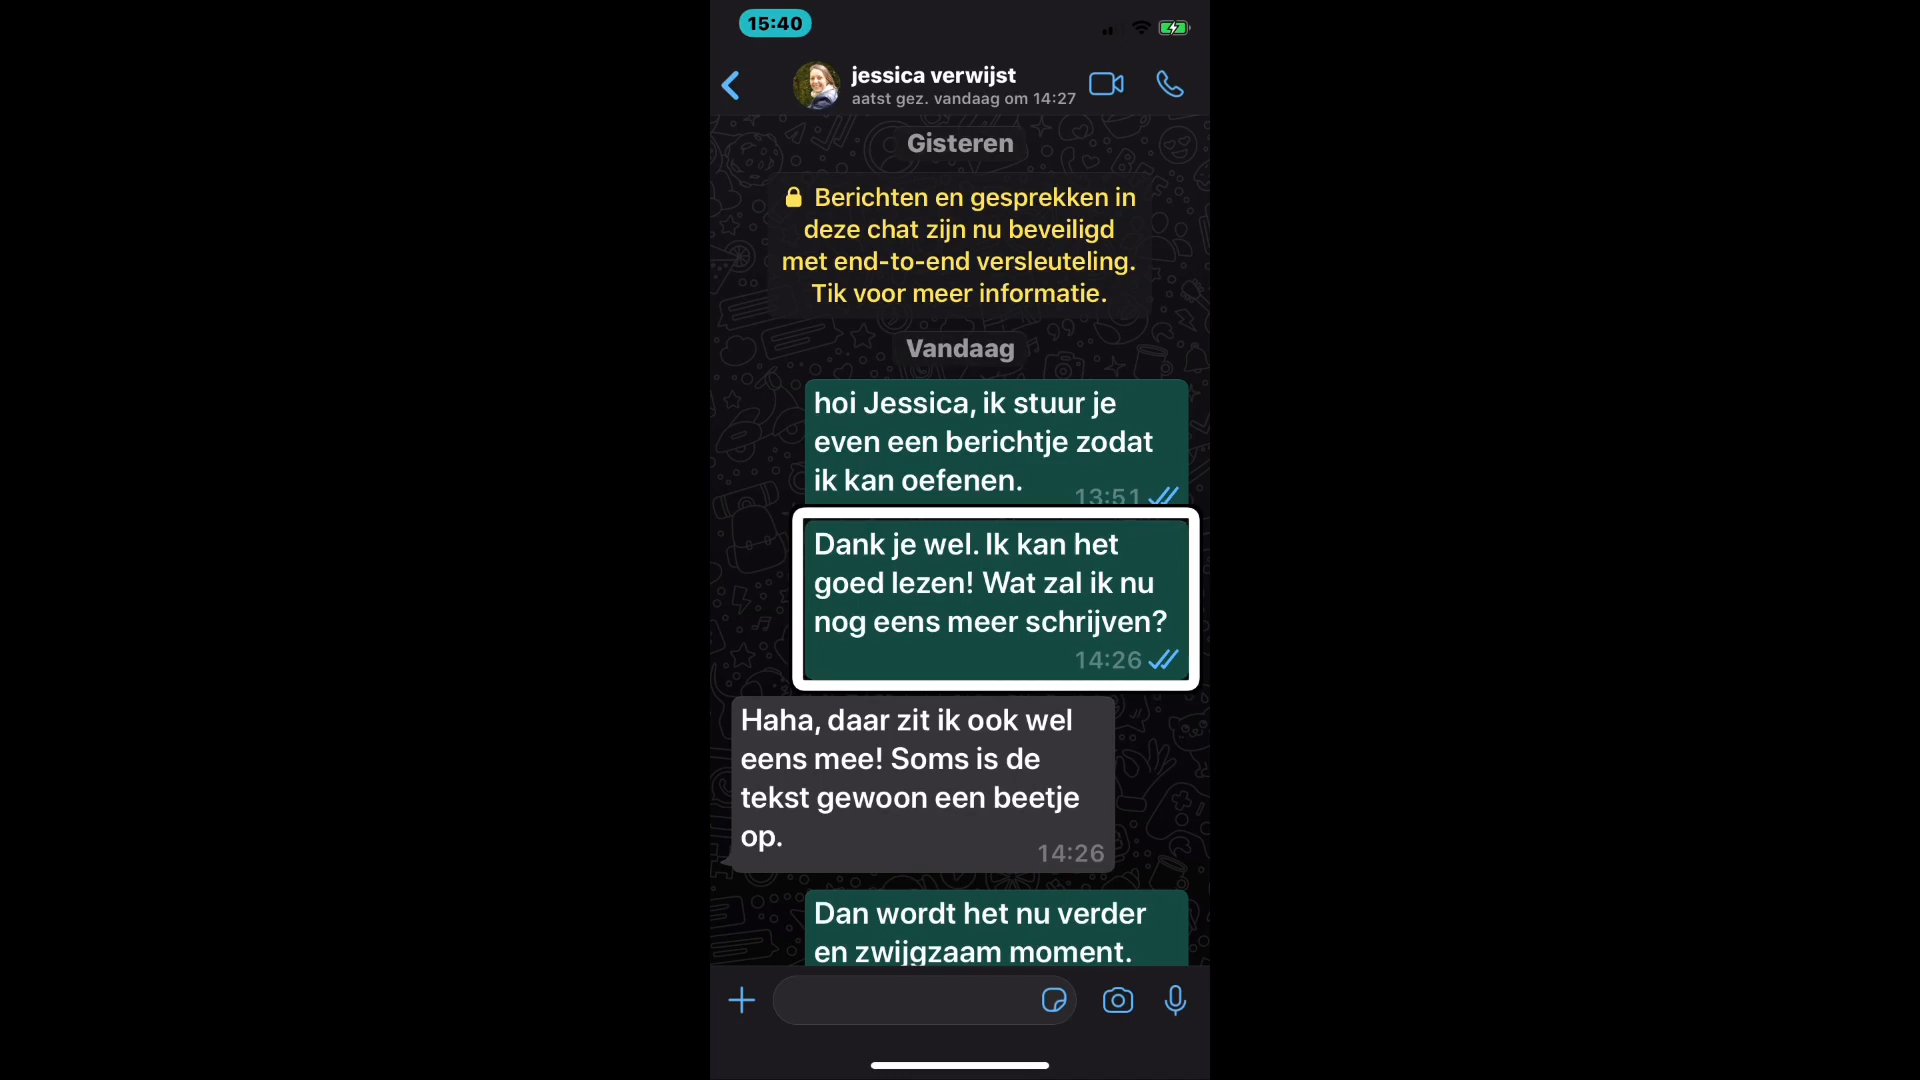 15:40
jessica verwijst
aatst gez. vandaag om 14:27
Gisteren
Berichten en gesprekken in
deze chat zijn nu beveiligd
met end-to-end versleuteling.
Tik voor meer informatie.
Vandaag
hoi Jessica, ik stuur je
even een berichtje zodat
ik kan oefenen.
13:51
Dank je wel. Ik kan het
goed lezen! Wat zal ik nu
nog eens meer schrijven?
14:26
Haha, daar zit ik ook wel
eens mee! Soms is de
tekst gewoon een beetje
op.
14:26
Dan wordt het nu verder
en zwijgzaam moment.